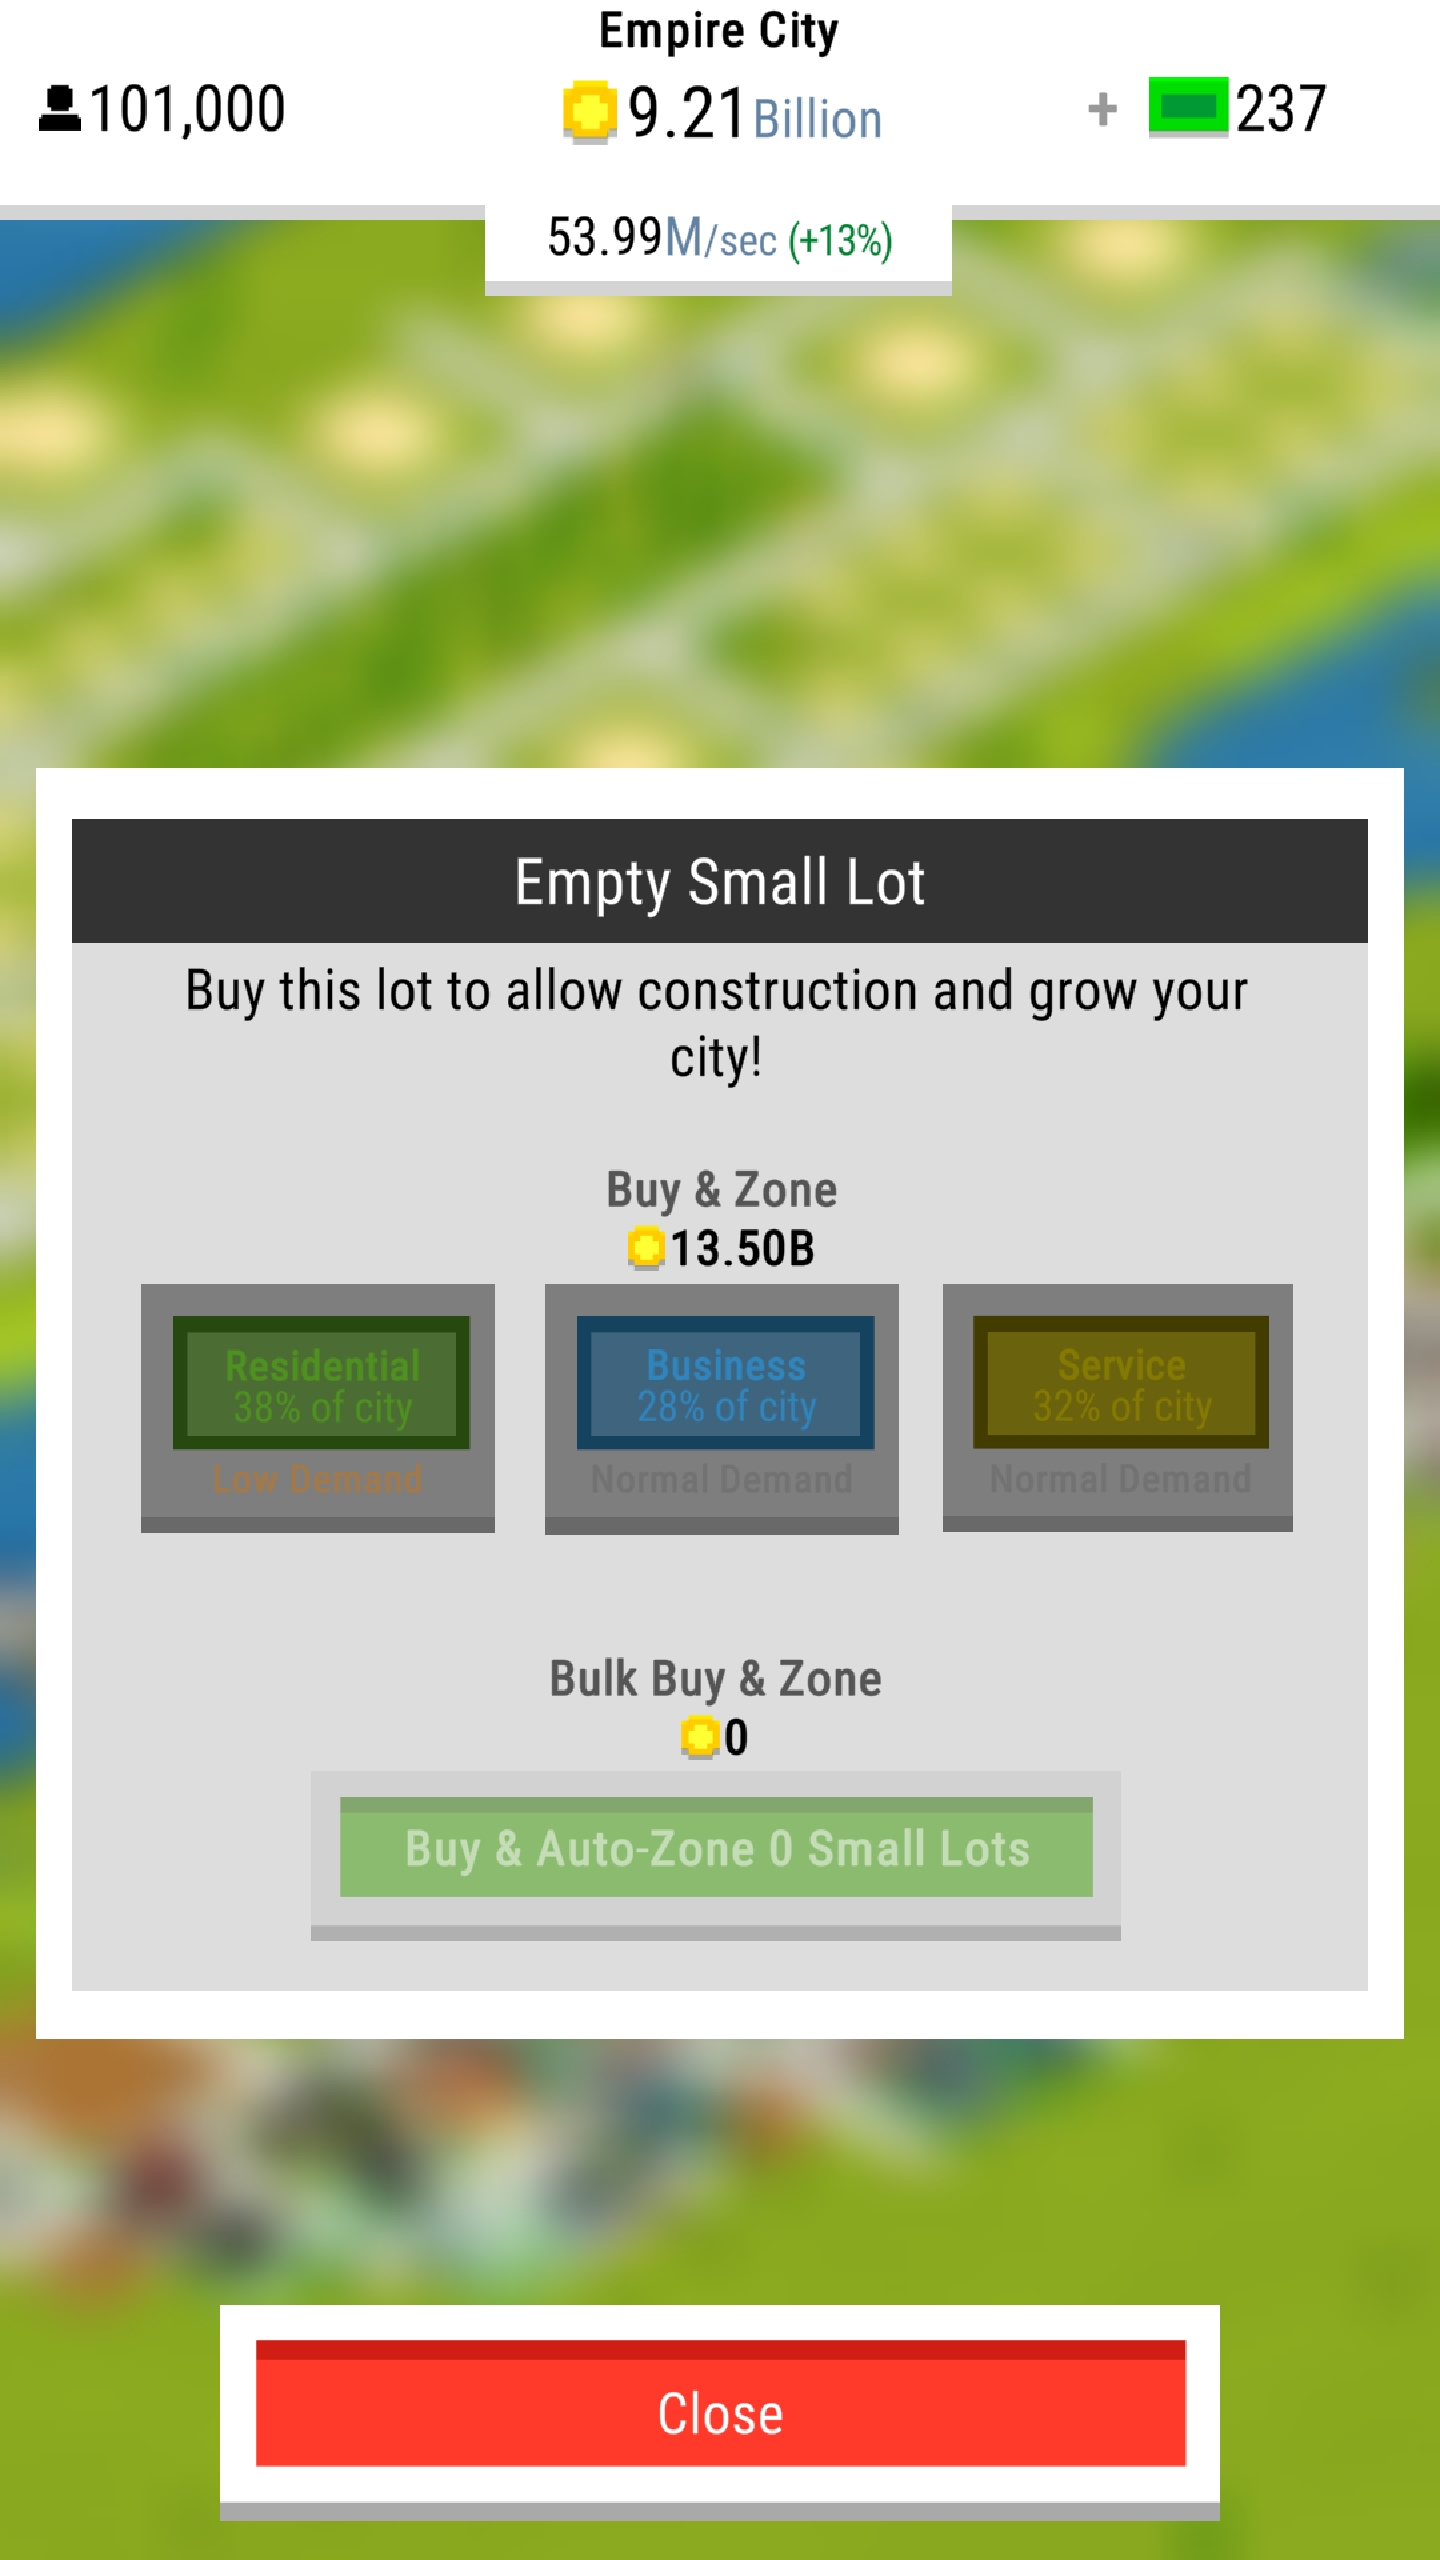 Empire City
101,000
9.21 Billion
+ 237
53.99M/sec (+13%)
Empty Small Lot
Buy this lot to allow construction and grow your
city!
Buy & Zone
13.50B
Residential
38% of city
Low Demand
Business
28% of city
Normal Demand
Service
32% of city
Normal Demand
Bulk Buy & Zone
0
Buy & Auto-Zone 0 Small Lots
Close